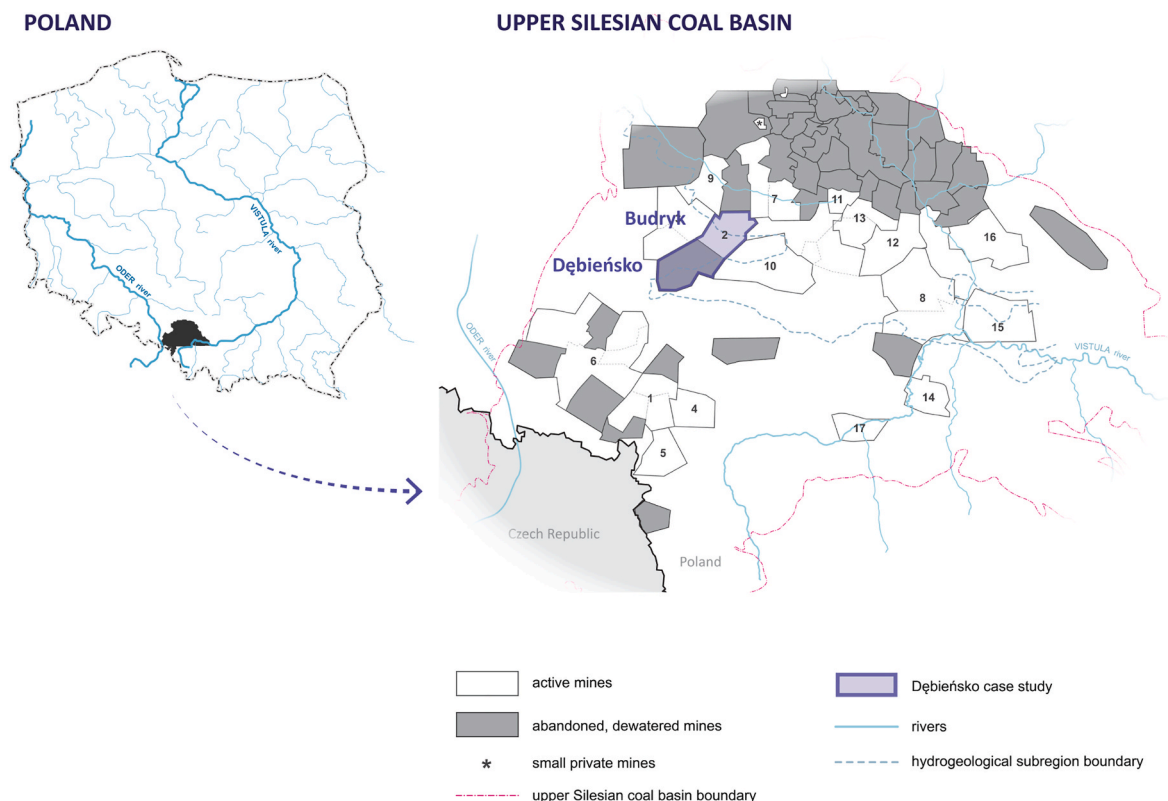 POLAND
UPPER SILESIAN COAL BASIN
VISTULA river
ODER river
*
9
7
11
13
12
16
Budryk
2
Dębieńsko
10
8
15
ODER
river
VISTULA river
6
1
4
14
17
5
Czech Republic
Poland
active mines
abandoned, dewatered mines
* small private mines
upper Silesian coal basin boundary
Dębieńsko case study
rivers
hydrogeological subregion boundary